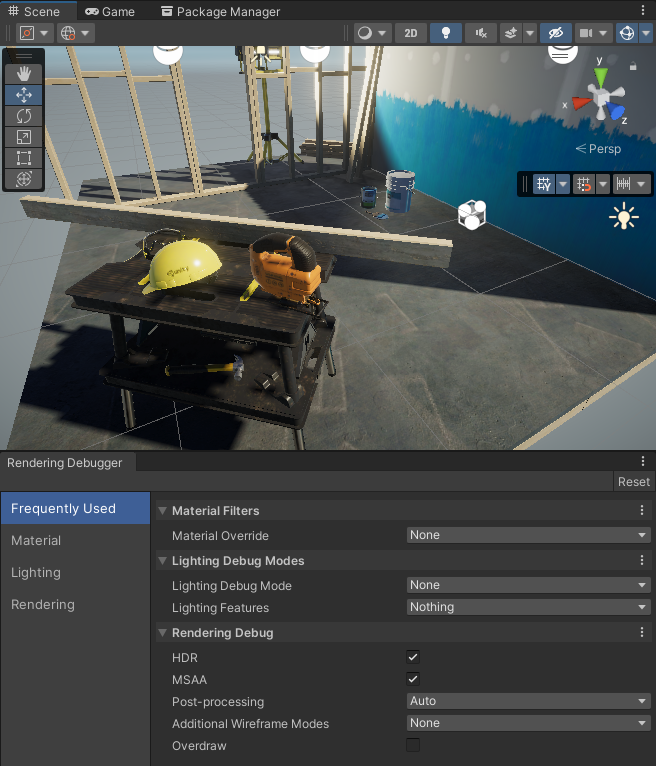 Scene Game Package Manager
2D
y
x
z
Persp
Y
Rendering Debugger
Reset
Frequently Used
Material
Lighting
Rendering
Material Filters
Material Override None
Lighting Debug Modes
Lighting Debug Mode None
Lighting Features Nothing
Rendering Debug
HDR
MSAA
Post-processing Auto
Additional Wireframe Modes None
Overdraw